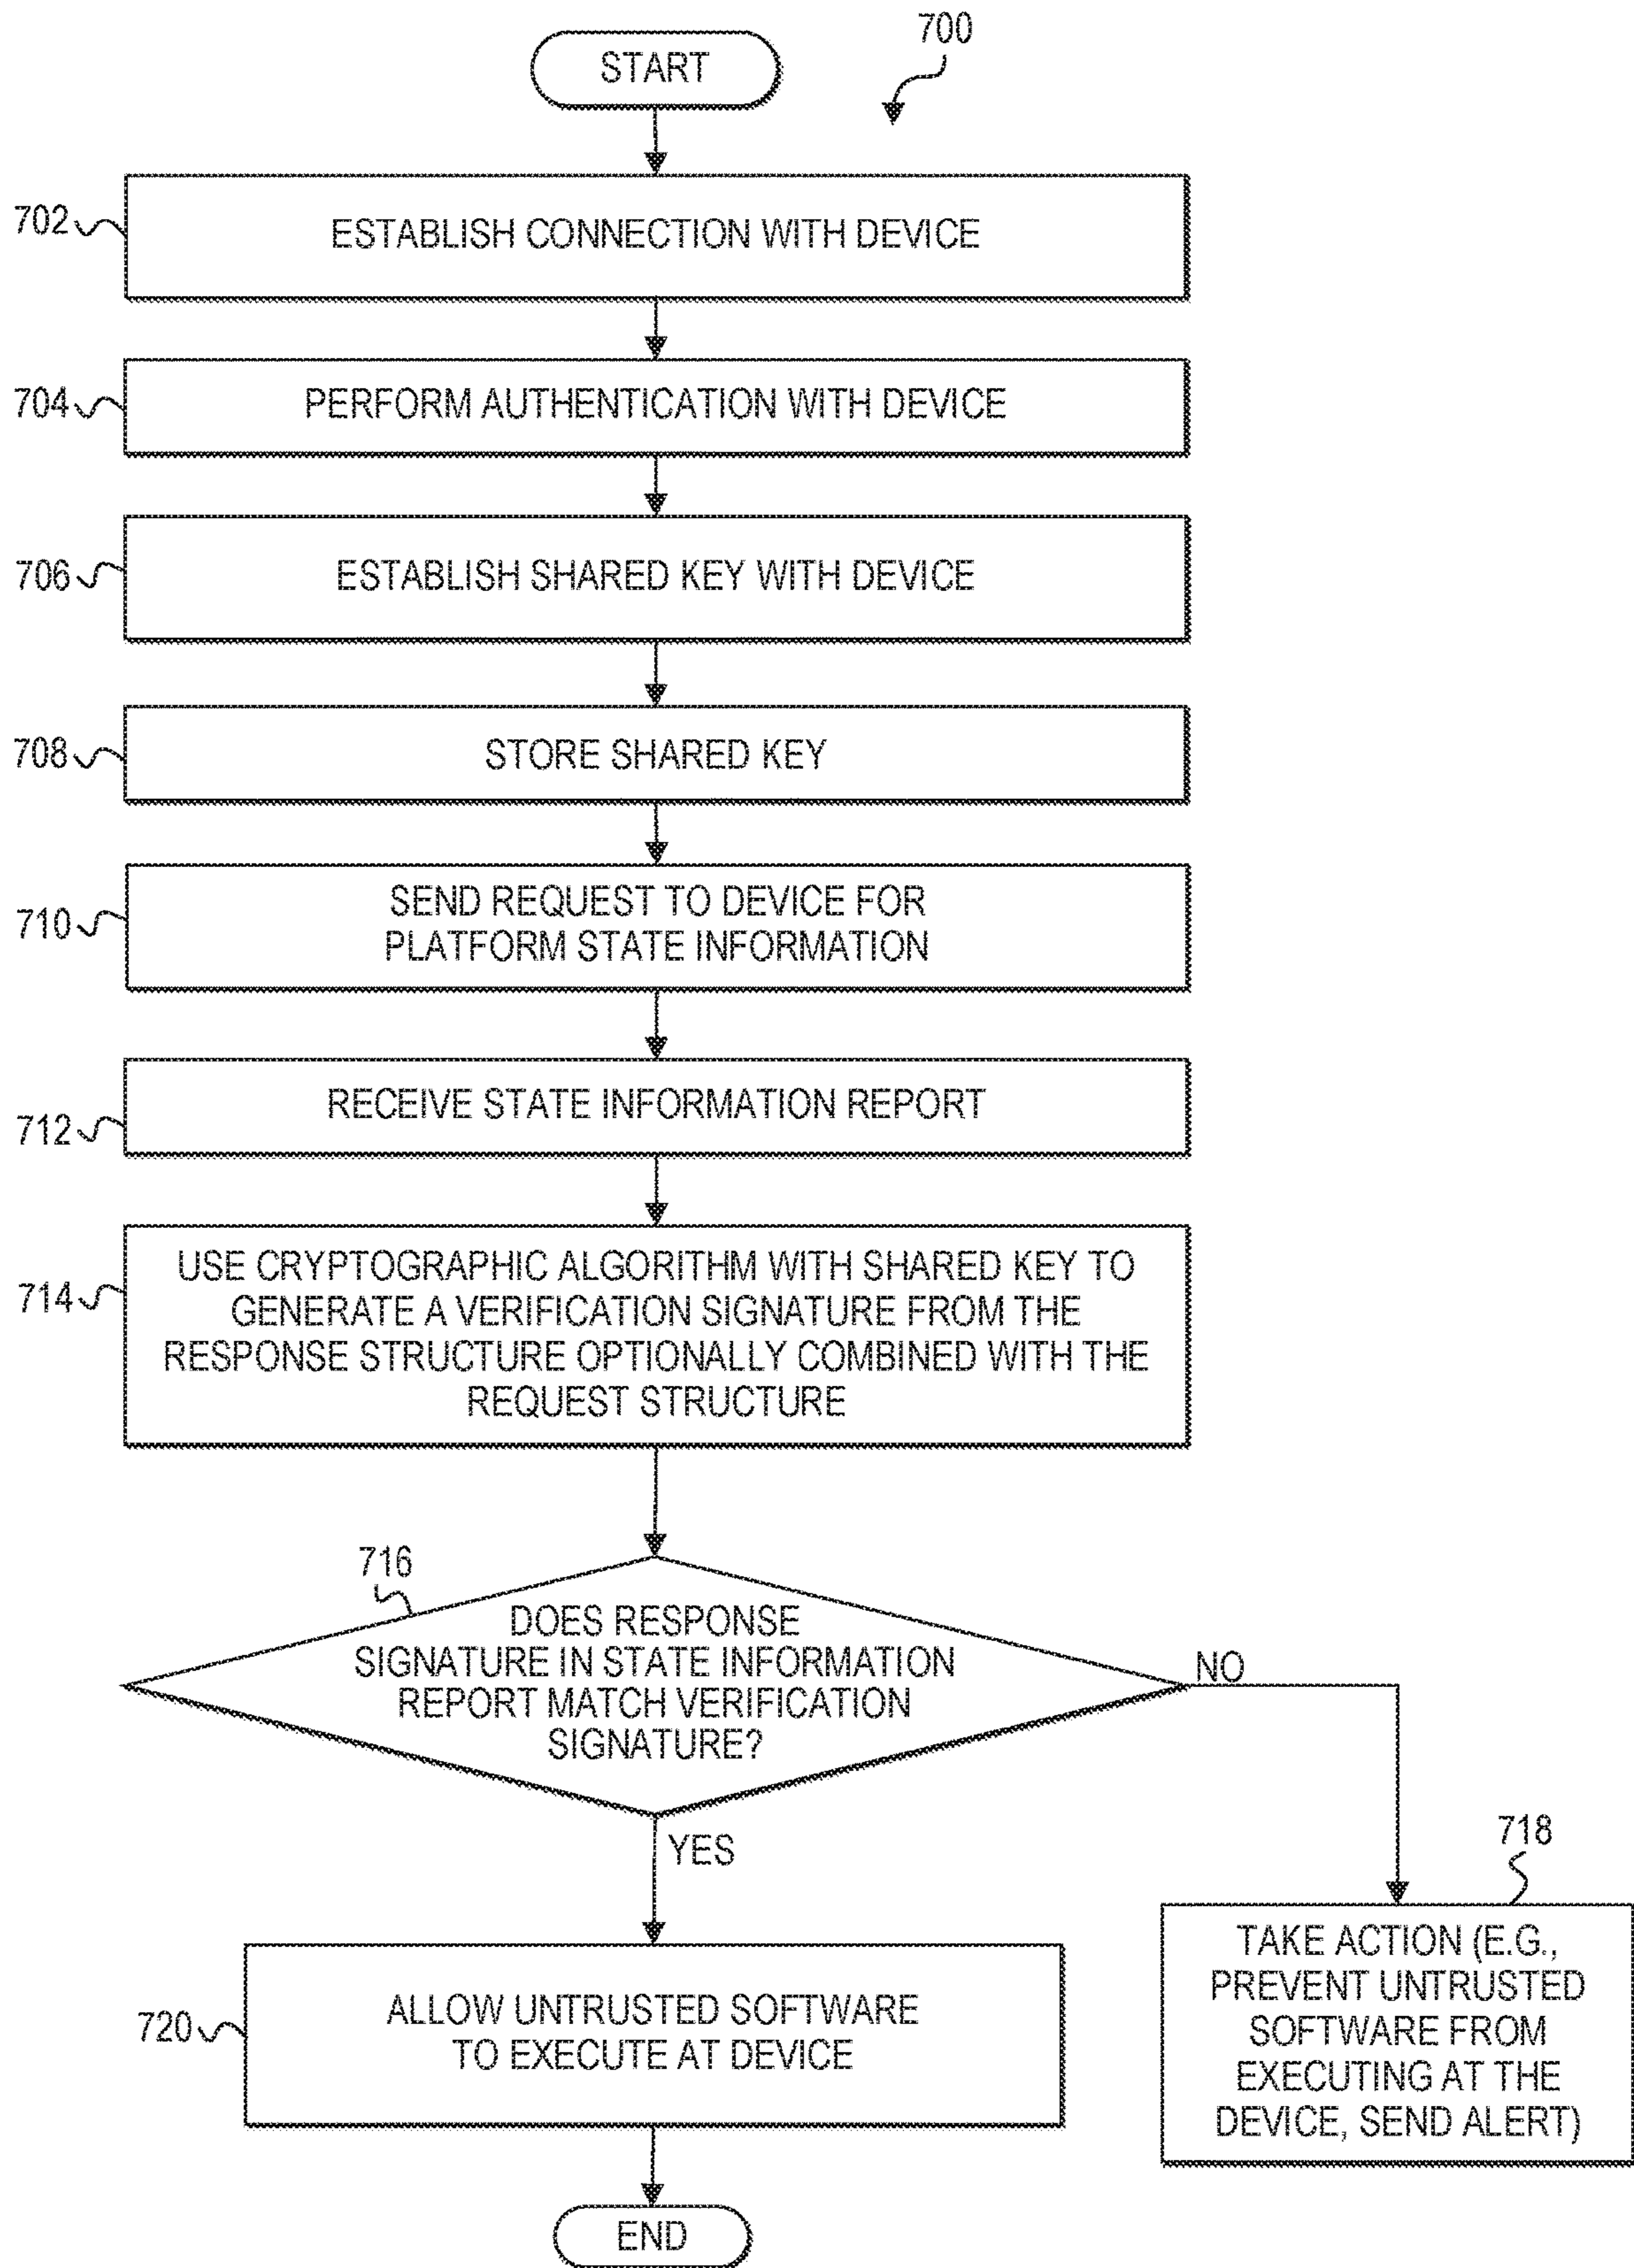 START
700
702
ESTABLISH CONNECTION WITH DEVICE
704
PERFORM AUTHENTICATION WITH DEVICE
706
ESTABLISH SHARED KEY WITH DEVICE
708
STORE SHARED KEY
710
SEND REQUEST TO DEVICE FOR
PLATFORM STATE INFORMATION
712
RECEIVE STATE INFORMATION REPORT
714
USE CRYPTOGRAPHIC ALGORITHM WITH SHARED KEY TO
GENERATE A VERIFICATION SIGNATURE FROM THE
RESPONSE STRUCTURE OPTIONALLY COMBINED WITH THE
REQUEST STRUCTURE
716
DOES RESPONSE
SIGNATURE IN STATE INFORMATION
REPORT MATCH VERIFICATION
SIGNATURE?
NO
YES
718
TAKE ACTION (E.G.,
PREVENT UNTRUSTED
SOFTWARE FROM
EXECUTING AT THE
DEVICE, SEND ALERT)
720
ALLOW UNTRUSTED SOFTWARE
TO EXECUTE AT DEVICE
END